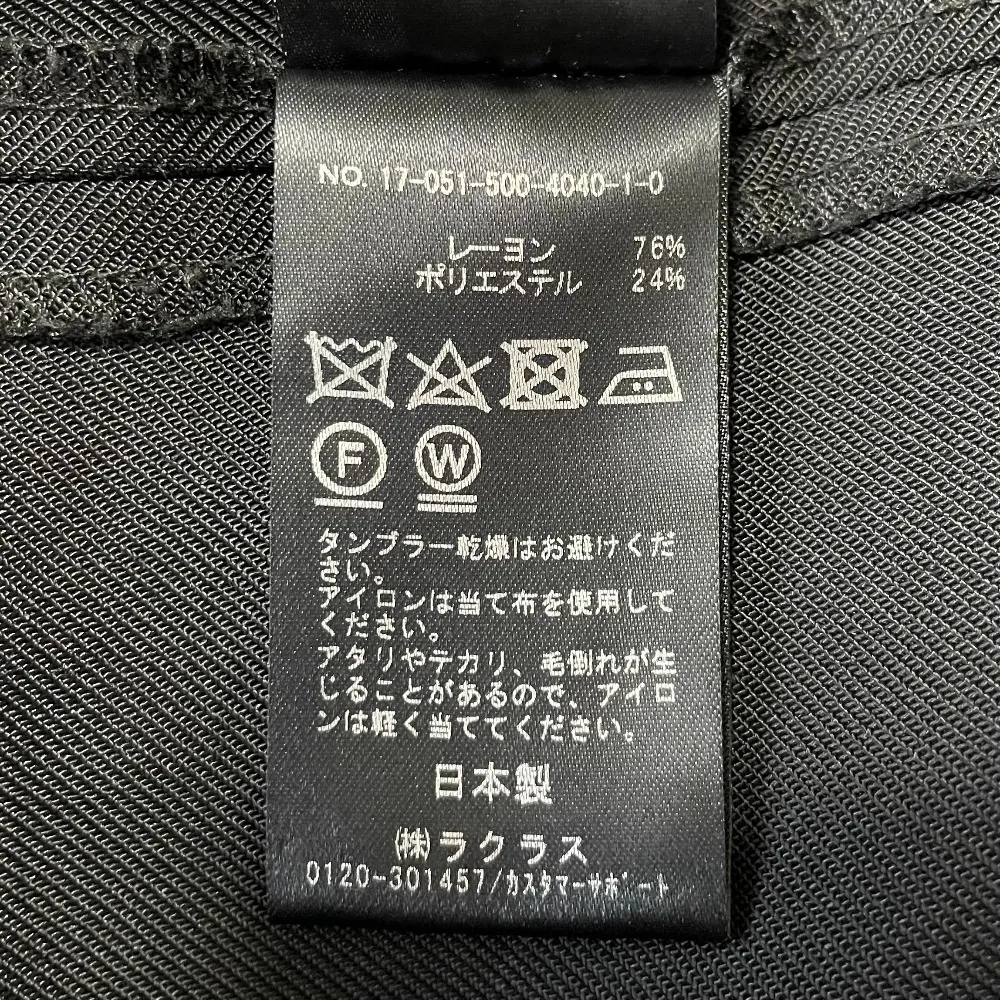 NO. 17-051-500-4040-1-0
レーヨン 76%
ポリエステル 24%
F W
タンブラー乾燥はお避けくだ
さい。
アイロンは当て布を使用して
ください。
アタリやテカリ、毛倒れが生
じることがあるので、アイロ
ンは軽く当ててください。
日本製
㈱ラクラス
0120-301457/カスタマーサポート